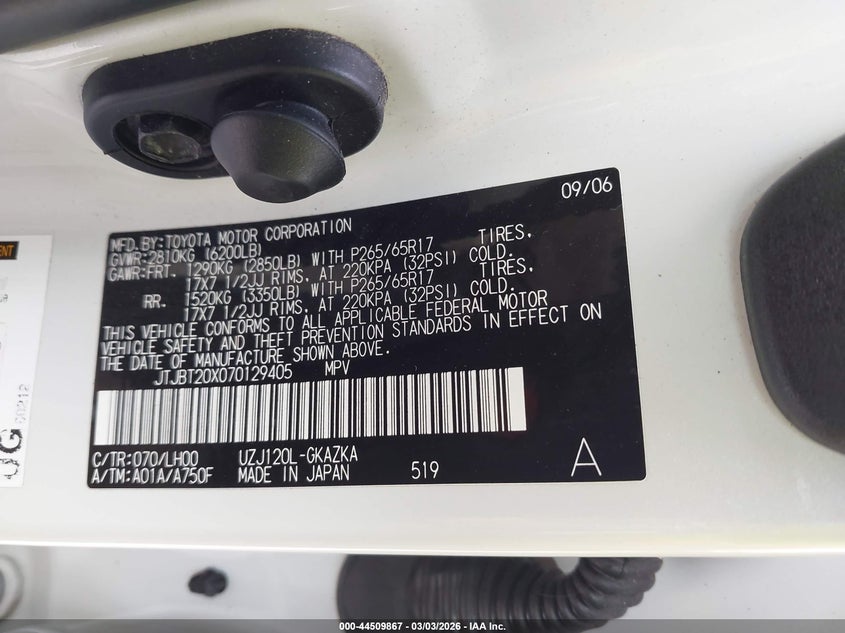 09/06
MFD. BY: TOYOTA MOTOR CORPORATION
GVWR: 2810KG (6200LB)
GAWR: FRT. 1290KG (2850LB) WITH P265/65R17 TIRES,
17X7 1/2JJ RIMS, AT 220KPA (32PSI) COLD.
RR. 1520KG (3350LB) WITH P265/65R17 TIRES,
17X7 1/2JJ RIMS, AT 220KPA (32PSI) COLD.
THIS VEHICLE CONFORMS TO ALL APPLICABLE FEDERAL MOTOR
VEHICLE SAFETY AND THEFT PREVENTION STANDARDS IN EFFECT ON
THE DATE OF MANUFACTURE SHOWN ABOVE.
JTJBT20X070129405 MPV
C/TR: 070/LH00 UZJ120L-GKAZKA
A/TM: A01A/A750F MADE IN JAPAN 519 A
000-44509867 - 03/03/2026 - IAA Inc.